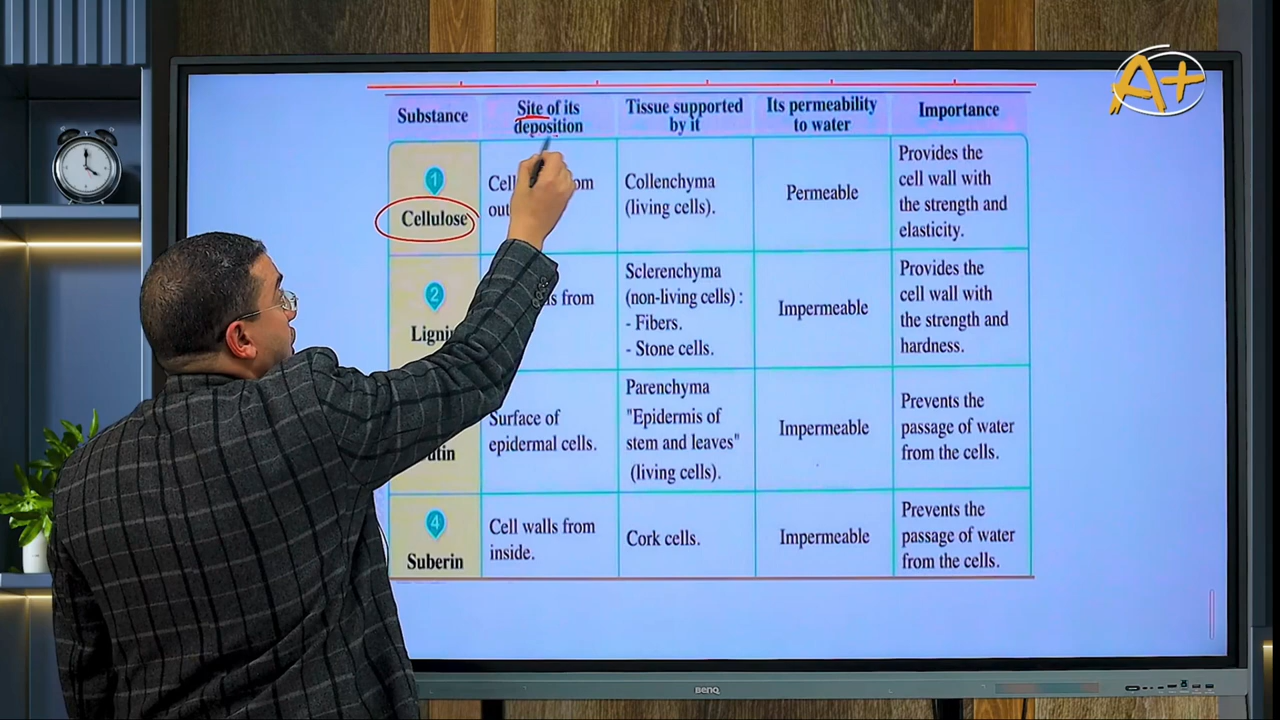 A+
Substance
Site of its
deposition
Tissue supported
by it
Its permeability
to water
Importance
1
Cellulose
Collenchyma
(living cells).
Permeable
Provides the
cell wall with
the strength and
elasticity.
2
from
Sclerenchyma
(non-living cells) :
- Fibers.
- Stone cells.
Impermeable
Provides the
cell wall with
the strength and
hardness.
Surface of
epidermal cells.
Parenchyma
"Epidermis of
stem and leaves"
(living cells).
Impermeable
Prevents the
passage of water
from the cells.
4
Suberin
Cell walls from
inside.
Cork cells.
Impermeable
Prevents the
passage of water
from the cells.
BenQ